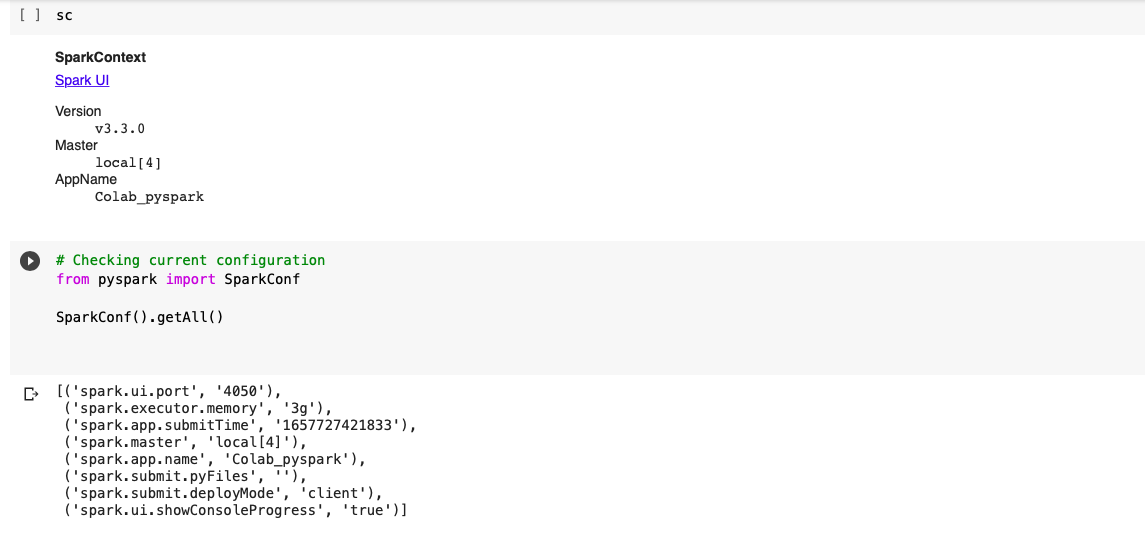 [ ] sc
SparkContext
Spark UI
Version
v3.3.0
Master
local[4]
AppName
Colab_pyspark
# Checking current configuration
from pyspark import SparkConf
SparkConf().getAll()
[('spark.ui.port', '4050'),
('spark.executor.memory', '3g'),
('spark.app.submitTime', '1657727421833'),
('spark.master', 'local[4]'),
('spark.app.name', 'Colab_pyspark'),
('spark.submit.pyFiles', ''),
('spark.submit.deployMode', 'client'),
('spark.ui.showConsoleProgress', 'true')]